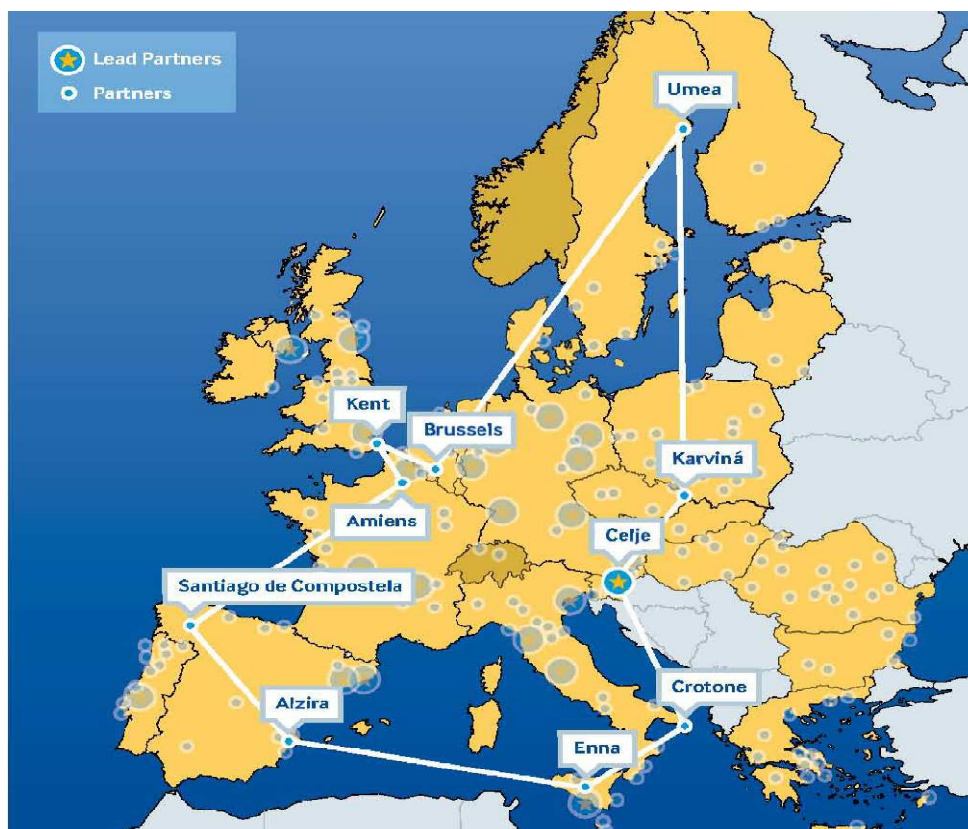 Lead Partners
Partners
Umea
Kent
Brussels
Karviná
Amiens
Celje
Santiago de Compostela
Crotone
Alzira
Enna